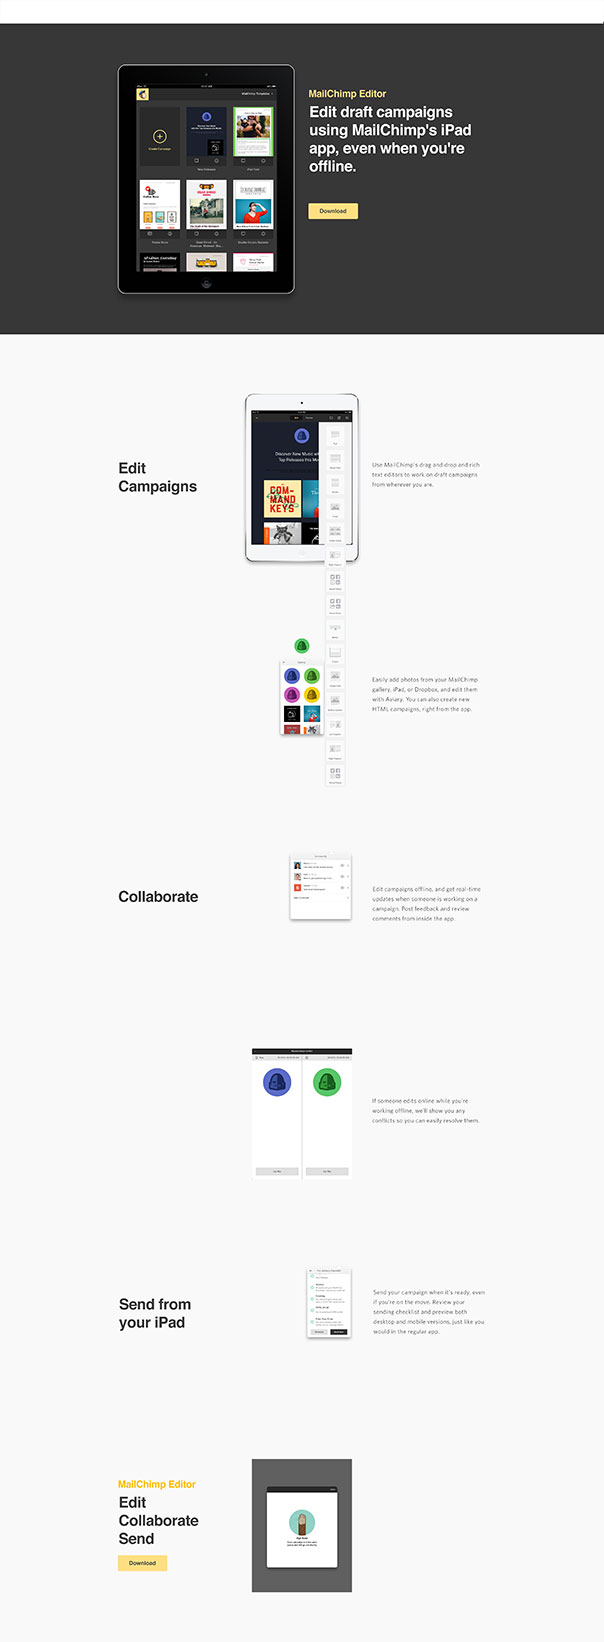 MailChimp Editor
Edit draft campaigns
using MailChimp's iPad
app, even when you're
offline.
Download
Create Campaign
Edit
Campaigns
Discover New Music with
Top Releases this Mo
COM-
MAND
KEYS
Use MailChimp's drag and drop and rich
text editors to work on draft campaigns
from wherever you are.
Easily add photos from your MailChimp
gallery, iPad, or Dropbox, and edit them
with Aviary. You can also create new
HTML campaigns, right from the app.
Collaborate
Edit campaigns offline, and get real-time
updates when someone is working on a
campaign. Post feedback and review
comments from inside the app.
If someone edits online while you're
working offline, we'll show you any
conflicts so you can easily resolve them.
Send from
your iPad
Send your campaign when it's ready, even
if you're on the move. Review your
sending checklist and preview both
desktop and mobile versions, just like you
would in the regular app.
MailChimp Editor
Edit
Collaborate
Send
Download